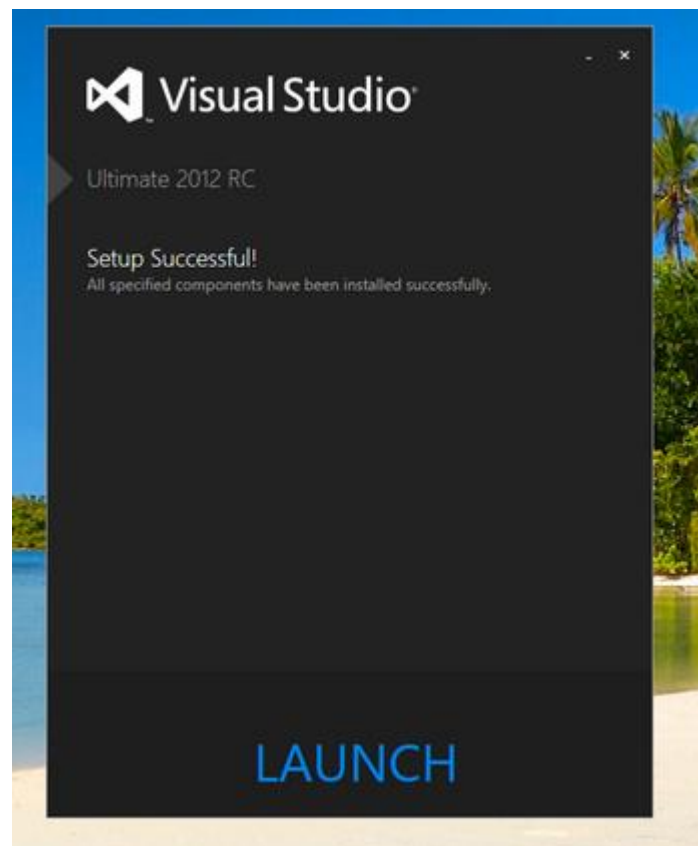 Visual Studio
Ultimate 2012 RC
Setup Successful!
All specified components have been installed successfully.
LAUNCH